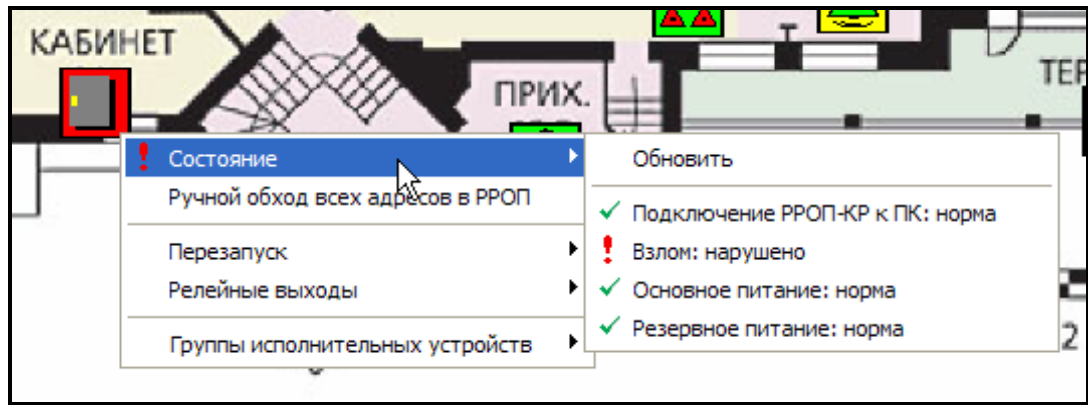 КАБИНЕТ
ПРИХ.
ТЕР
Состояние
Ручной обход всех адресов в РРОП
Перезапуск
Релейные выходы
Группы исполнительных устройств
Обновить
Подключение РРОП-КР к ПК: норма
Взлом: нарушено
Основное питание: норма
Резервное питание: норма
2